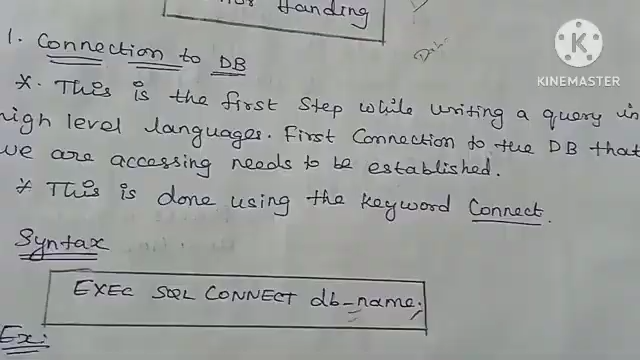 Handing
1. Connection to DB
K
KINEMASTER
* . This is the first step while writing a query in
high level languages. First Connection to the DB that
we are accessing needs to be established.
* This is done using the keyword Connect.
Syntax
EXEC SQL CONNECT db_name;
Ex: